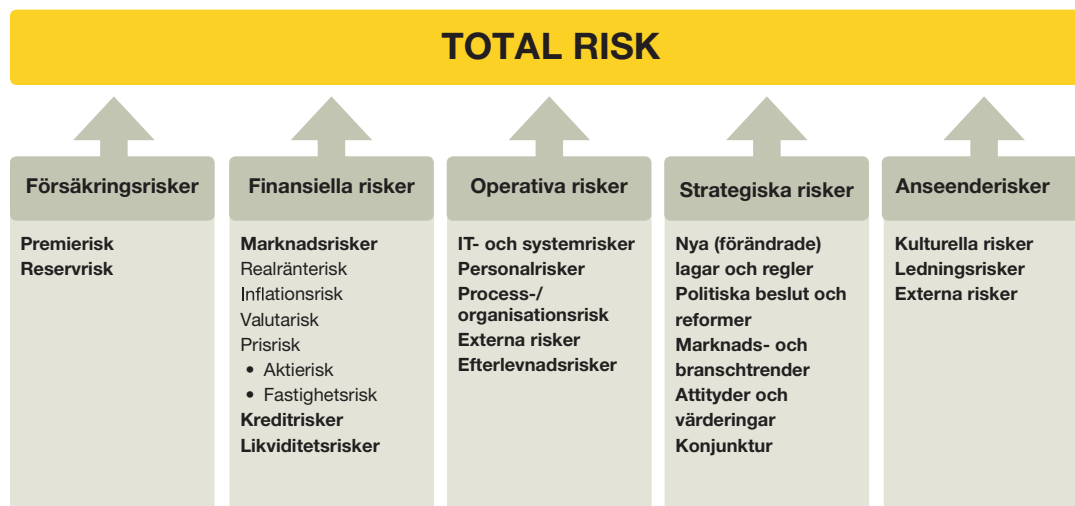 TOTAL RISK
Försäkringsrisker
Premierisk
Reservrisk
Finansiella risker
Marknadsrisker
Realränterisk
Inflationsrisk
Valutarisk
Prisrisk
• Aktierisk
• Fastighetsrisk
Kreditrisker
Likviditetsrisker
Operativa risker
IT- och systemrisker
Personalrisker
Process-/
organisationsrisk
Externa risker
Efterlevnadsrisker
Strategiska risker
Nya (förändrade)
lagar och regler
Politiska beslut och
reformer
Marknads- och
branschtrender
Attityder och
värderingar
Konjunktur
Anseenderisker
Kulturella risker
Ledningsrisker
Externa risker